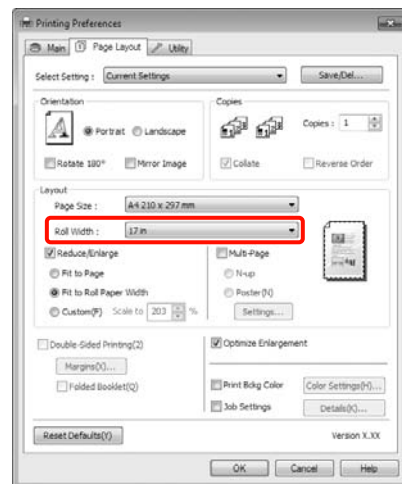 Printing Preferences
Main Page Layout Utility
Select Setting : Current Settings Save/Del...
Orientation
Copies
Portrait Landscape
Copies : 1
Rotate 180° Mirror Image
Collate Reverse Order
Layout
Page Size : A4 210 x 297 mm
Roll Width : 17 in
Reduce/Enlarge Multi-Page
Fit to Page N-up
Fit to Roll Paper Width Poster(N)
Custom(F) Scale to 203 % Settings...
Double-Sided Printing(2) Optimize Enlargement
Margins(X)...
Folded Booklet(Q) Print Bckg Color Color Settings(H)...
Job Settings Details(K)...
Reset Defaults(Y) Version X.XX
OK Cancel Help